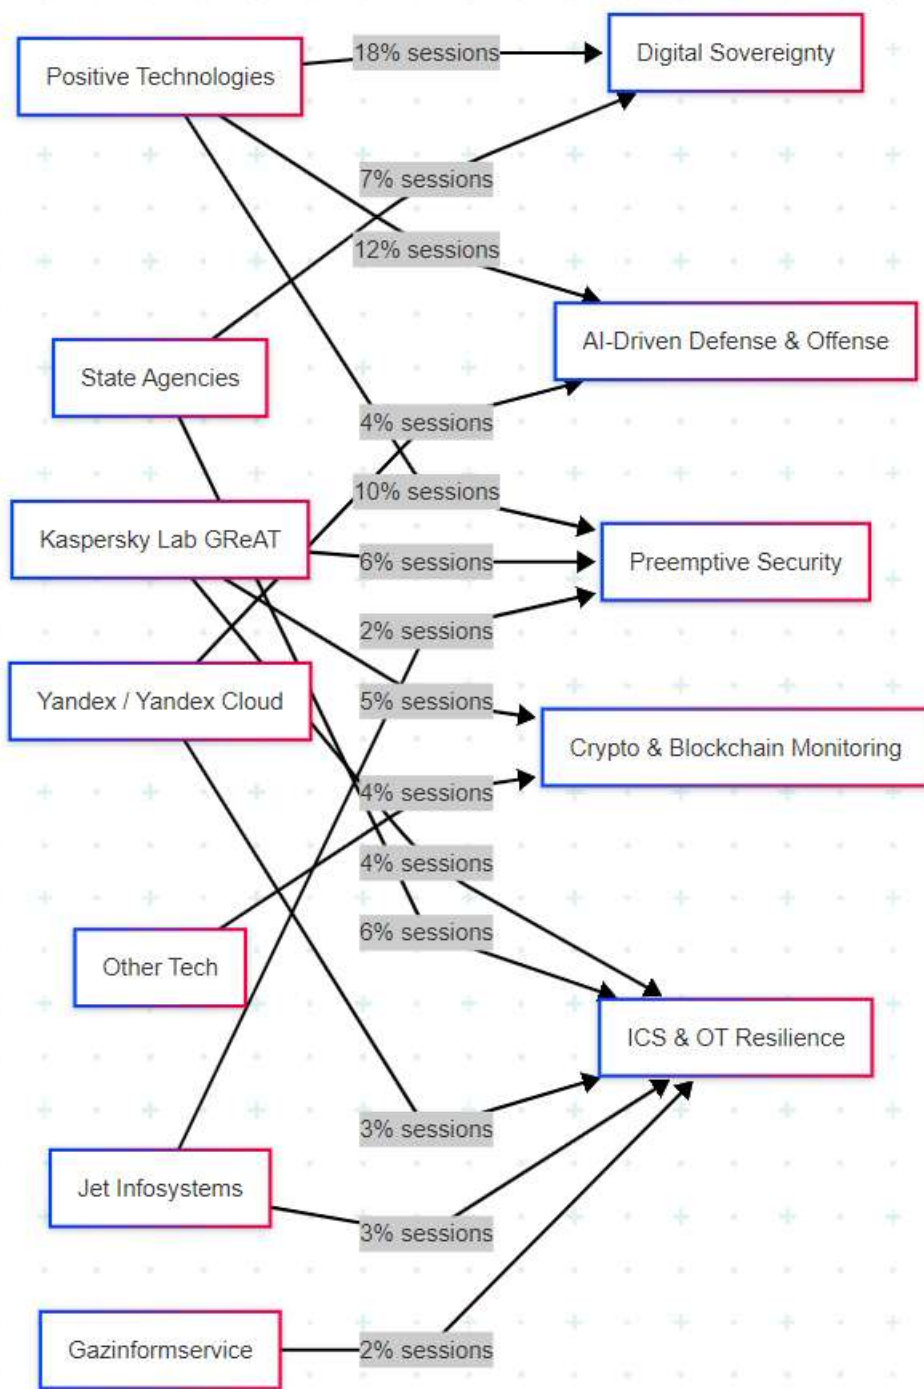 Positive Technologies
18% sessions
Digital Sovereignty
7% sessions
12% sessions
AI-Driven Defense & Offense
State Agencies
4% sessions
10% sessions
Kaspersky Lab GReAT
6% sessions
Preemptive Security
2% sessions
Yandex / Yandex Cloud
5% sessions
Crypto & Blockchain Monitoring
4% sessions
4% sessions
6% sessions
Other Tech
ICS & OT Resilience
3% sessions
Jet Infosystems
3% sessions
Gazinformservice
2% sessions